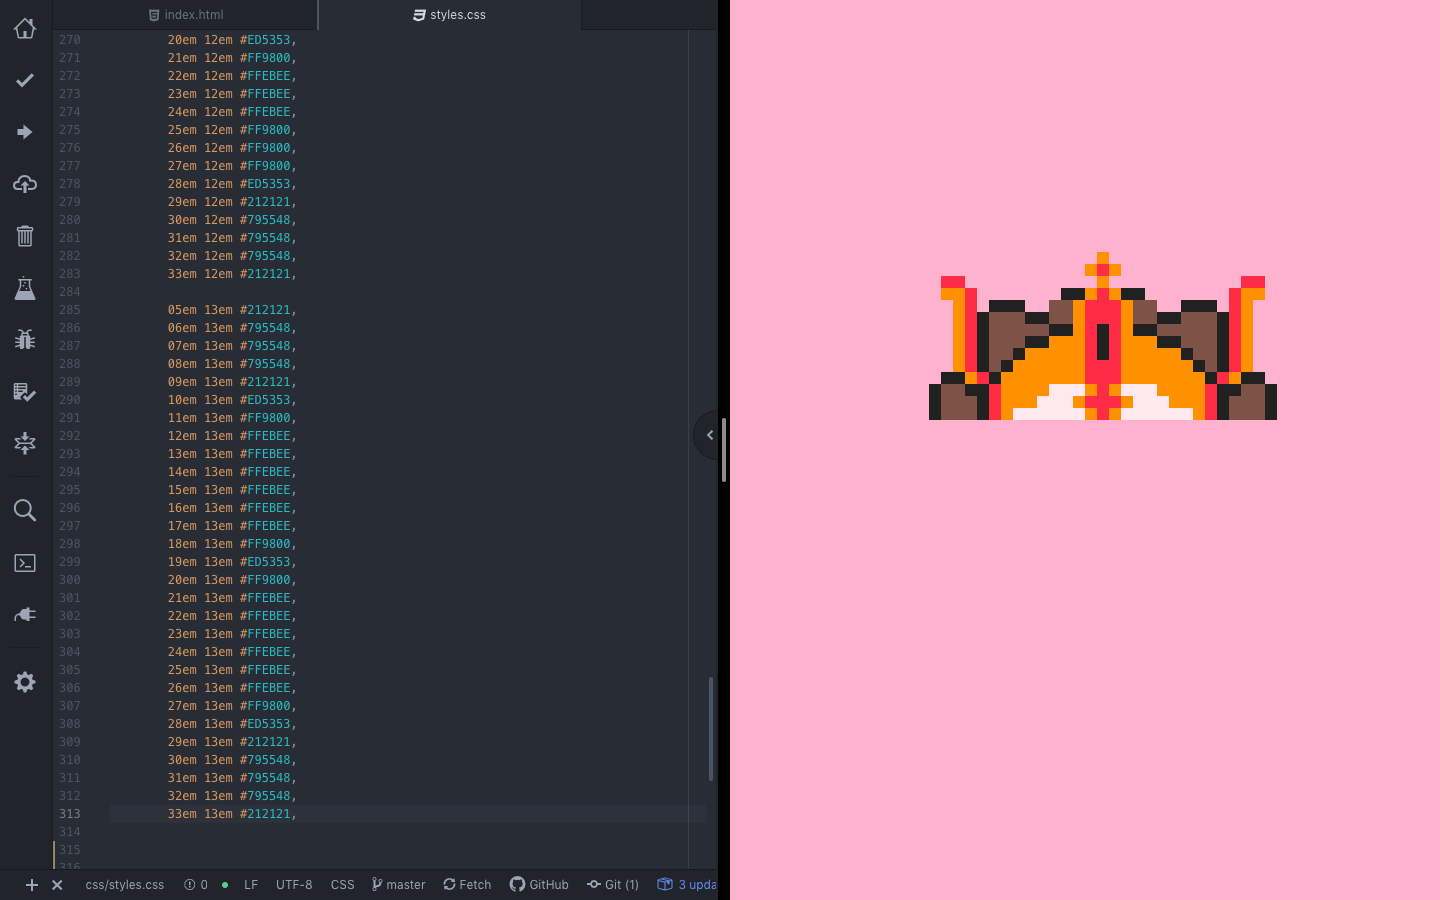 index.html
styles.css
270 20em 12em #ED5353,
271 21em 12em #FF9800,
272 22em 12em #FFEBEE,
273 23em 12em #FFEBEE,
274 24em 12em #FFEBEE,
275 25em 12em #FF9800,
276 26em 12em #FF9800,
277 27em 12em #FF9800,
278 28em 12em #ED5353,
279 29em 12em #212121,
280 30em 12em #795548,
281 31em 12em #795548,
282 32em 12em #795548,
283 33em 12em #212121,
284
285 05em 13em #212121,
286 06em 13em #795548,
287 07em 13em #795548,
288 08em 13em #795548,
289 09em 13em #212121,
290 10em 13em #ED5353,
291 11em 13em #FF9800,
292 12em 13em #FFEBEE,
293 13em 13em #FFEBEE,
294 14em 13em #FFEBEE,
295 15em 13em #FFEBEE,
296 16em 13em #FFEBEE,
297 17em 13em #FFEBEE,
298 18em 13em #FF9800,
299 19em 13em #ED5353,
300 20em 13em #FF9800,
301 21em 13em #FFEBEE,
302 22em 13em #FFEBEE,
303 23em 13em #FFEBEE,
304 24em 13em #FFEBEE,
305 25em 13em #FFEBEE,
306 26em 13em #FFEBEE,
307 27em 13em #FF9800,
308 28em 13em #ED5353,
309 29em 13em #212121,
310 30em 13em #795548,
311 31em 13em #795548,
312 32em 13em #795548,
313 33em 13em #212121,
314
315
316
css/styles.css 0 LF UTF-8 CSS master Fetch GitHub Git (1) 3 upda